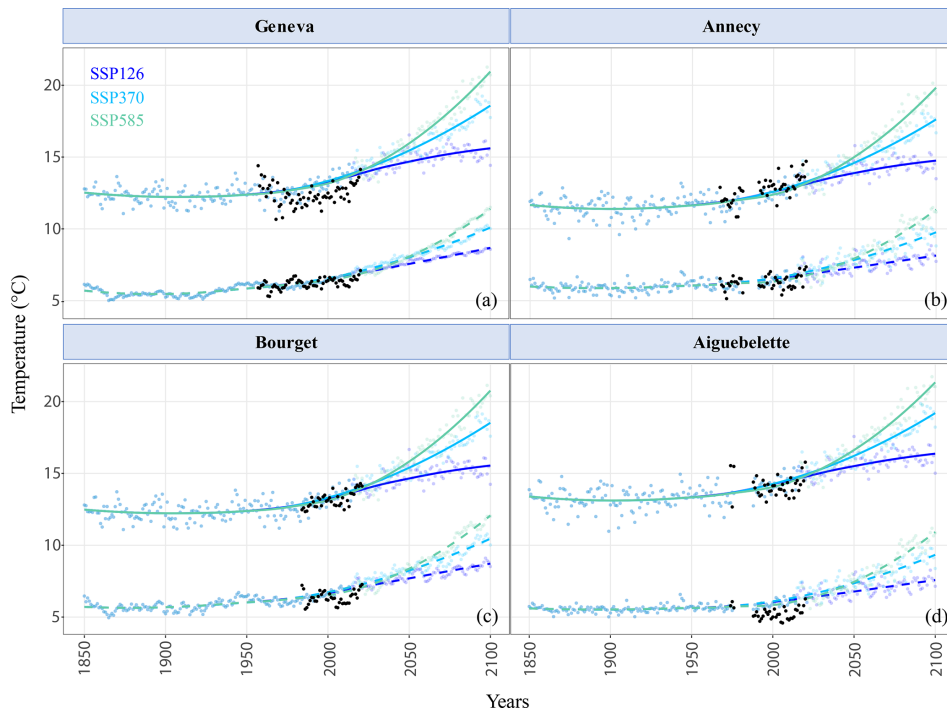 Geneva
Annecy
SSP126
SSP370
SSP585
20
15
10
5
(a)
(b)
Bourget
Aiguebelette
20
15
10
5
(c)
(d)
1850
1900
1950
2000
2050
2100
1850
1900
1950
2000
2050
2100
Temperature (°C)
Years